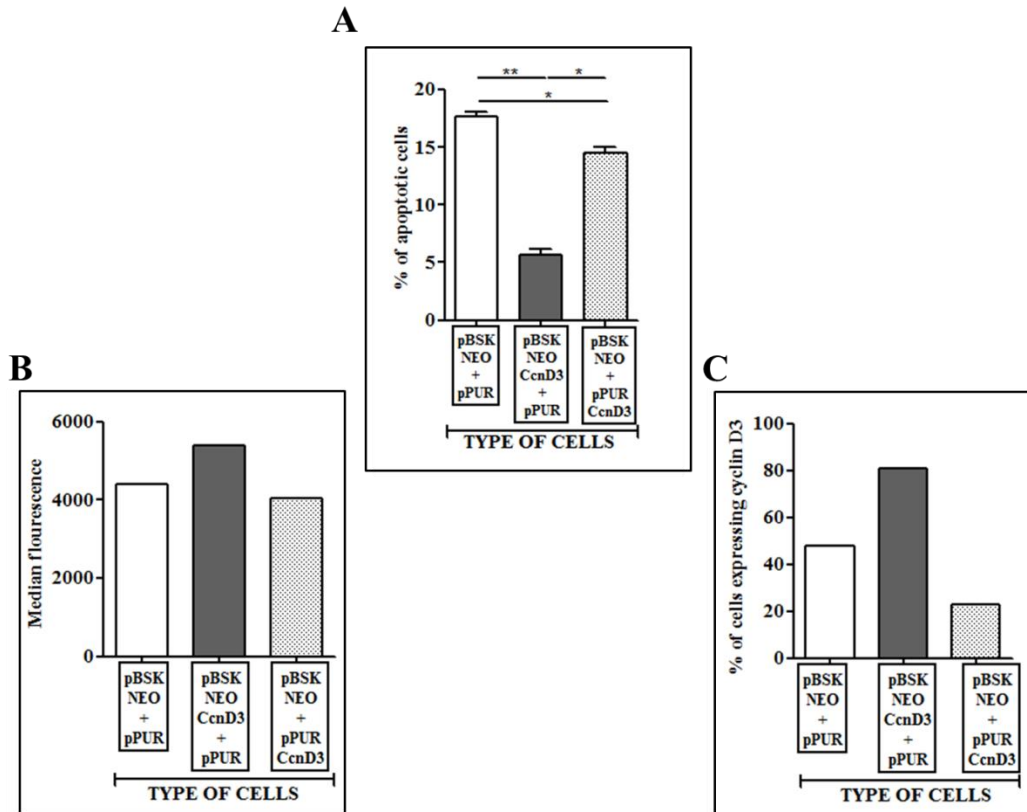 A
% of apoptotic cells
20
15
10
5
0
** *
*
pBSK
NEO
+
pPUR
pBSK
NEO
CcnD3
+
pPUR
pBSK
NEO
+
pPUR
CcnD3
TYPE OF CELLS
B
Median flourescence
6000
4000
2000
0
pBSK
NEO
+
pPUR
pBSK
NEO
CcnD3
+
pPUR
pBSK
NEO
+
pPUR
CcnD3
TYPE OF CELLS
C
% of cells expressing cyclin D3
100
80
60
40
20
0
pBSK
NEO
+
pPUR
pBSK
NEO
CcnD3
+
pPUR
pBSK
NEO
+
pPUR
CcnD3
TYPE OF CELLS